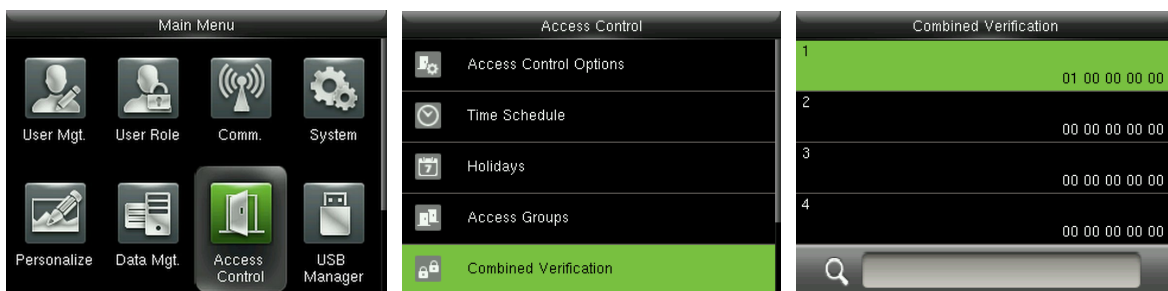 Main Menu
User Mgt.
User Role
Comm.
System
Personalize
Data Mgt.
Access
Control
USB
Manager
Access Control
Access Control Options
Time Schedule
7
Holidays
Access Groups
Combined Verification
Combined Verification
1
01 00 00 00 00
2
00 00 00 00 00
3
00 00 00 00 00
4
00 00 00 00 00